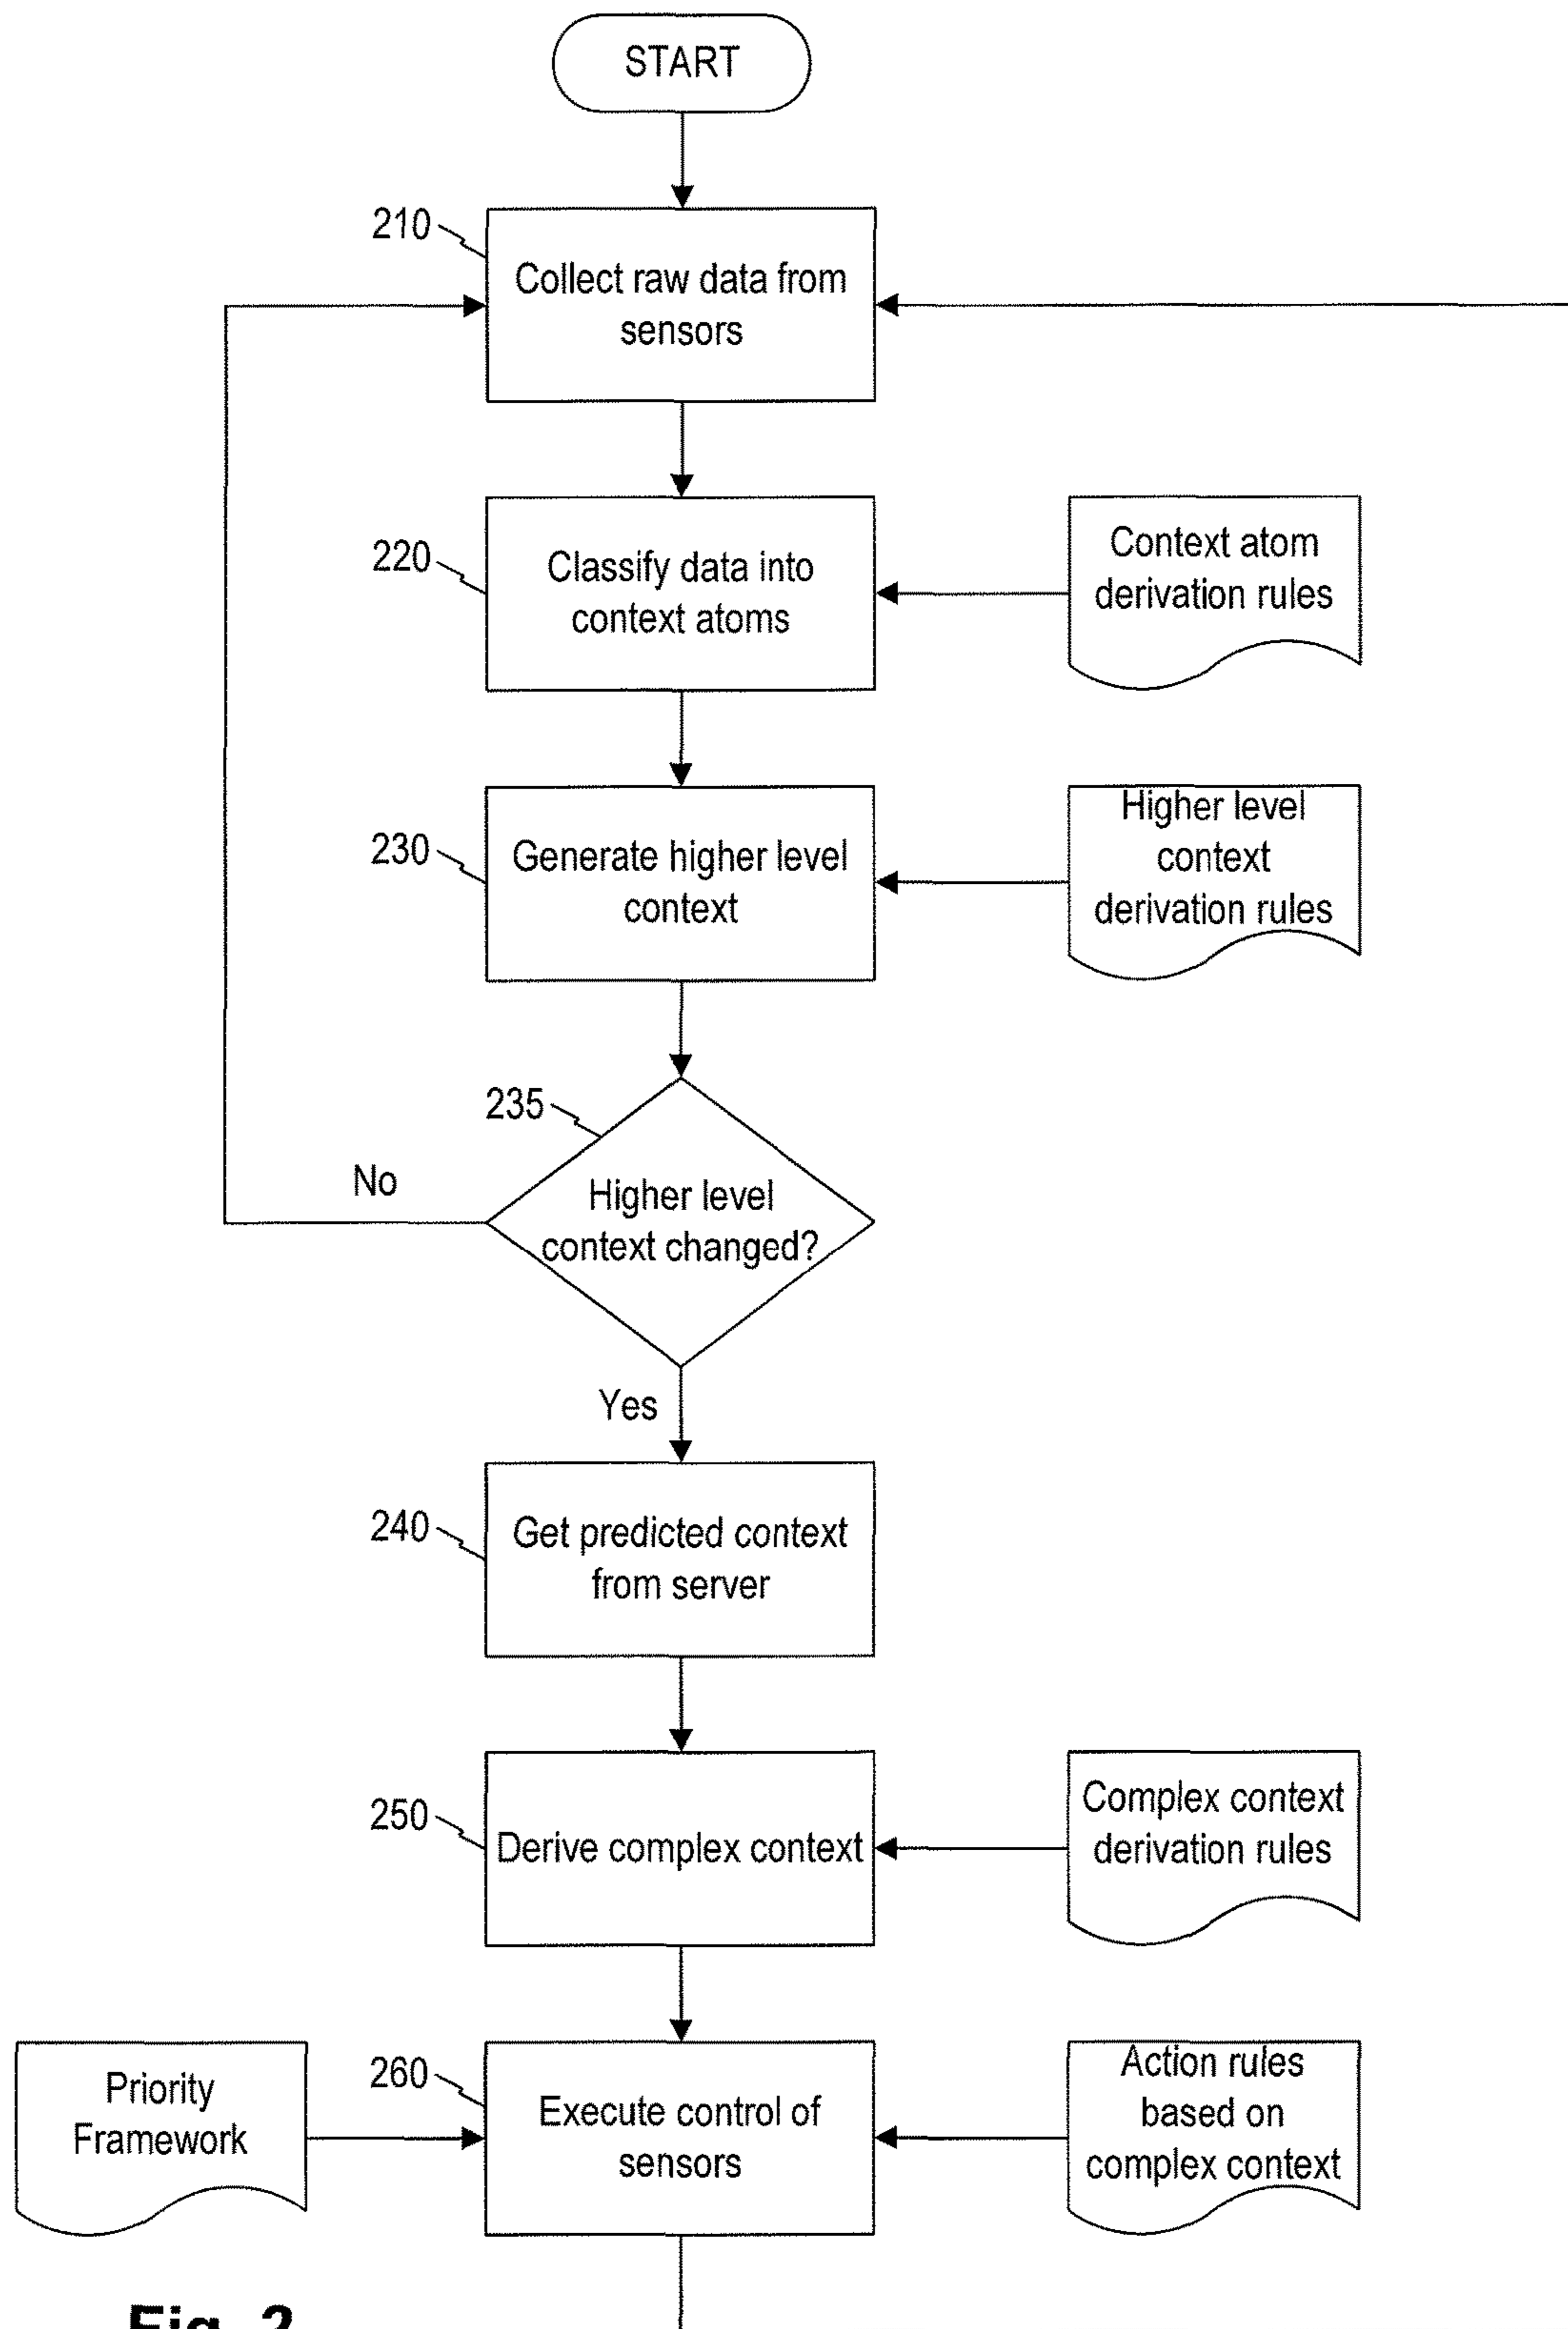 START
210
Collect raw data from
sensors
220
Classify data into
context atoms
Context atom
derivation rules
230
Generate higher level
context
Higher level
context
derivation rules
235
Higher level
context changed?
No
Yes
240
Get predicted context
from server
250
Derive complex context
Complex context
derivation rules
Priority
Framework
260
Execute control of
sensors
Action rules
based on
complex context
Fig. 2